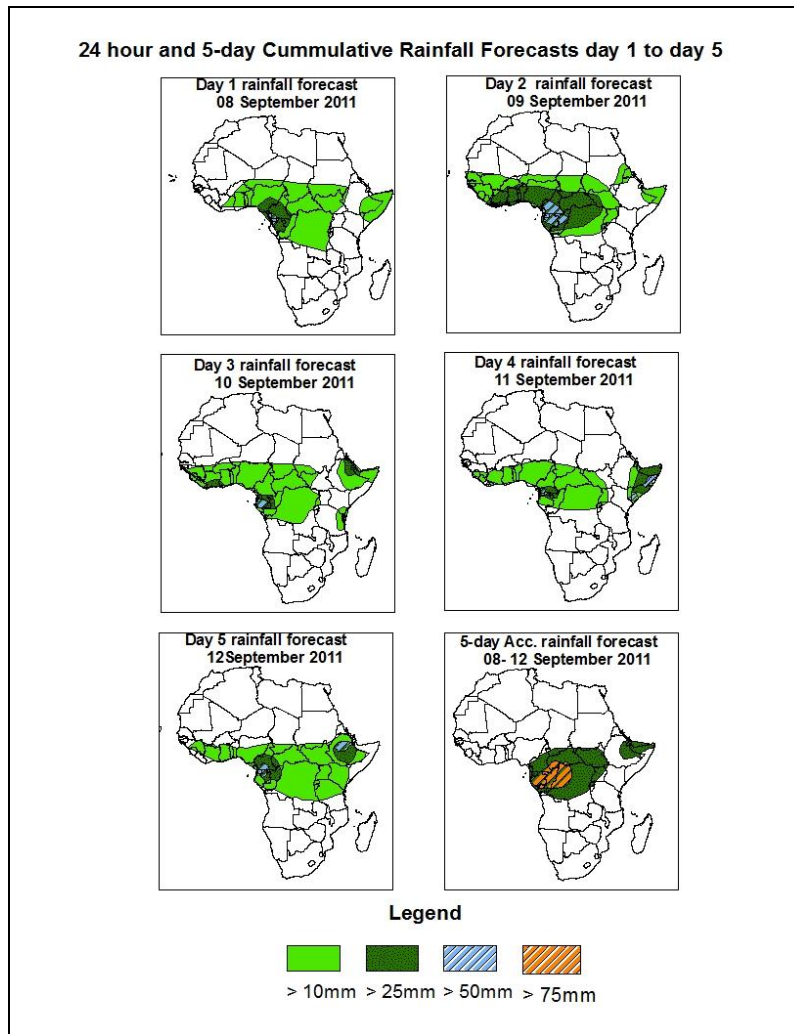 24 hour and 5-day Cummulative Rainfall Forecasts day 1 to day 5
Day 1 rainfall forecast
08 September 2011
Day 2 rainfall forecast
09 September 2011
Day 3 rainfall forecast
10 September 2011
Day 4 rainfall forecast
11 September 2011
Day 5 rainfall forecast
12September 2011
5-day Acc. rainfall forecast
08- 12 September 2011
Legend
> 10mm > 25mm > 50mm > 75mm